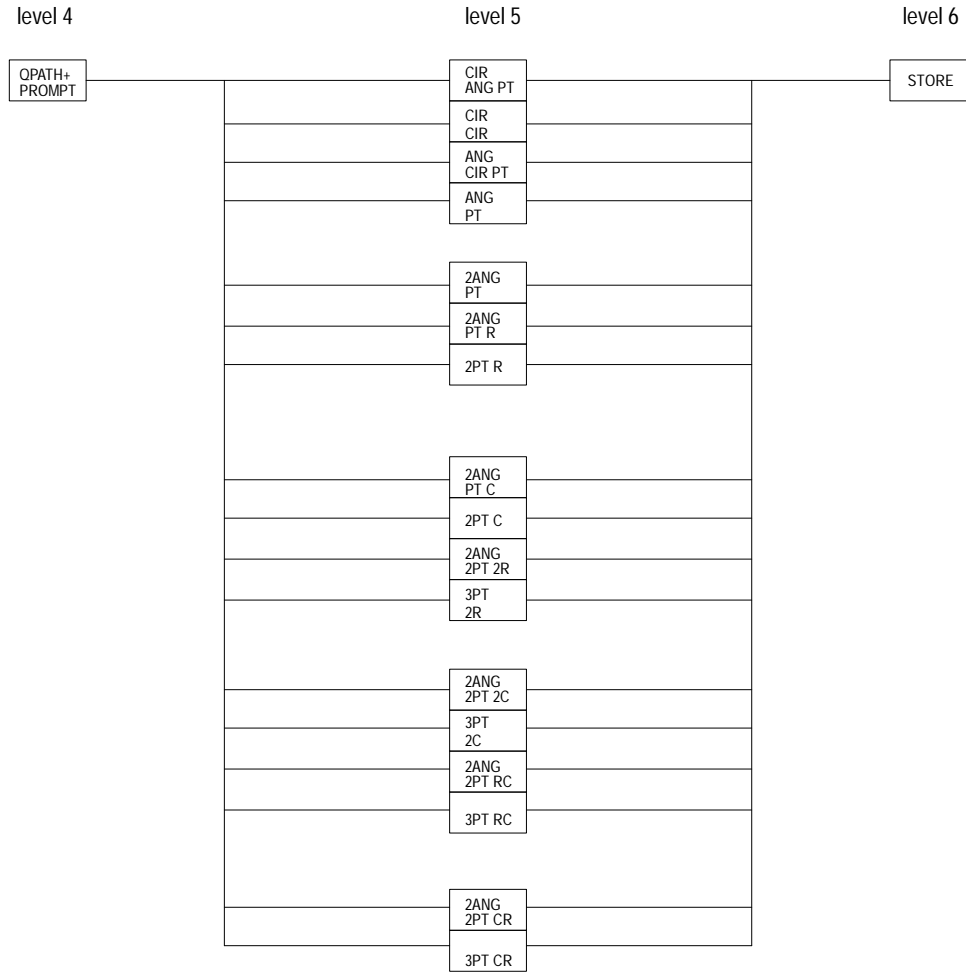 level 4
level 5
level 6
QPATH+
PROMPT
CIR
ANG PT
CIR
CIR
ANG
CIR PT
ANG
PT
2ANG
PT
2ANG
PT R
2PT R
2ANG
PT C
2PT C
2ANG
2PT 2R
3PT
2R
2ANG
2PT 2C
3PT
2C
2ANG
2PT RC
3PT RC
2ANG
2PT CR
3PT CR
STORE